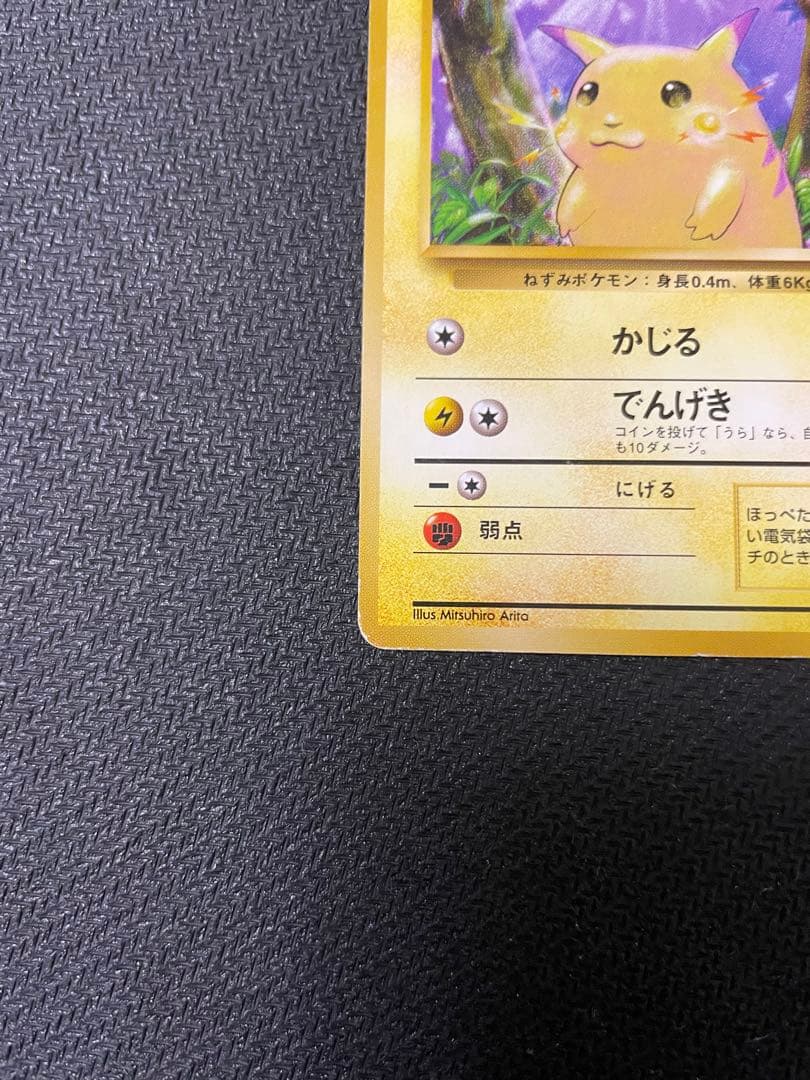 ねずみポケモン：身長0.4m、体重6Kg
かじる
でんげき
コインを投げて「うら」なら、自
も10ダメージ。
にげる
弱点
ほっぺた
い電気袋
チのとき
Illus. Mitsuhiro Arita